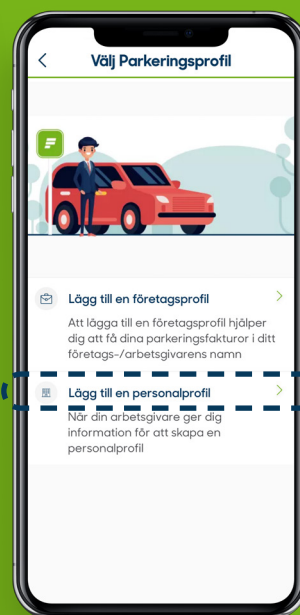 Välj Parkeringsprofil
Lägg till en företagsprofil
Att lägga till en företagsprofil hjälper
dig att få dina parkeringsfakturor i ditt
företags-/arbetsgivarens namn
Lägg till en personalprofil
När din arbetsgivare ger dig
information för att skapa en
personalprofil